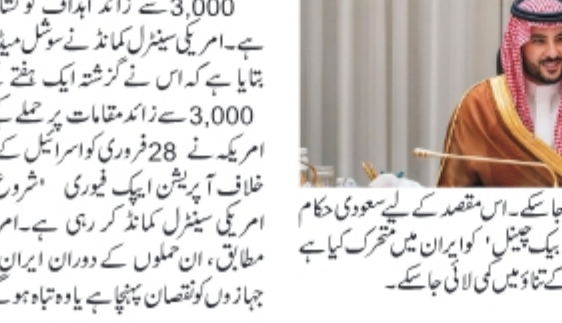 3,000 سے زائد اہداف کو نشا
ہے۔امریکی سینٹرل کمانڈ نے سوشل میڈ
بتایا ہے کہ اس نے گزشتہ ایک ہفتے
3,000 سے زائد مقامات پر حملے کے
امریکہ نے 28 فروری کو اسرائیل کے
خلاف آپریشن ایپک فیوری 'شروع
امریکی سینٹرل کمانڈ کر رہی ہے۔امر
مطابق، ان حملوں کے دوران ایران
جہازوں کو نقصان پہنچا ہے یا وہ تباہ ہو گ
جا سکے۔اس مقصد کے لیے سعودی حکام
بیک چینل' کو ایران میں متحرک کیا ہے
کے تناؤ میں کمی لائی جا سکے۔